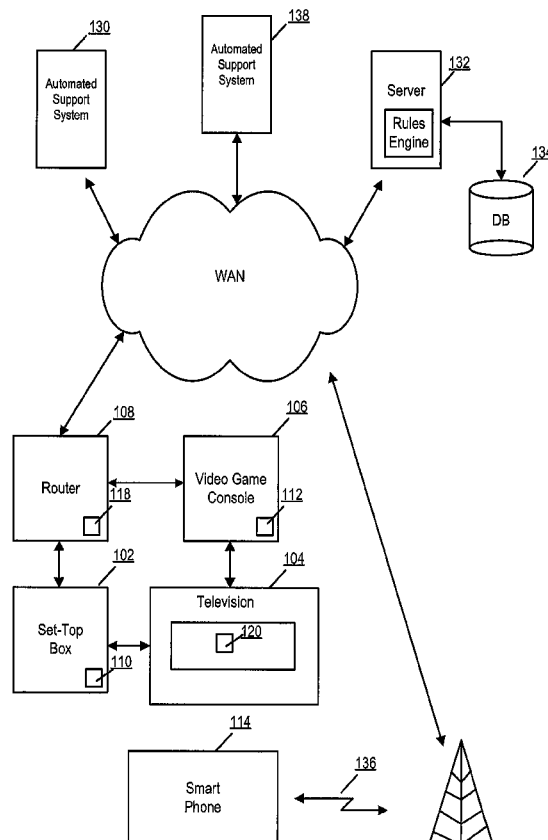 130
Automated
Support
System
138
Automated
Support
System
132
Server
Rules
Engine
134
DB
WAN
108
Router
118
106
Video Game
Console
112
102
Set-Top
Box
110
104
Television
120
114
Smart
Phone
136